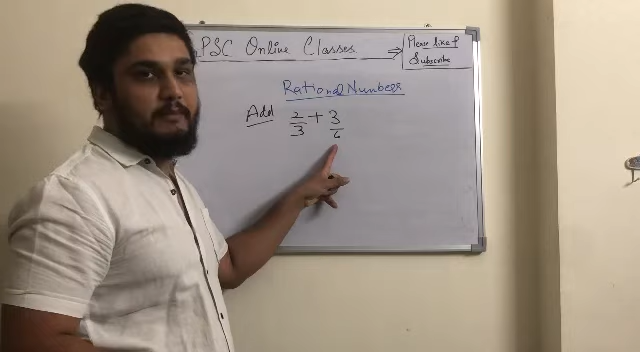 PSC Online Classes ⇒ Please like &
Subscribe
Rational Numbers
Add 2/3 + 3/6